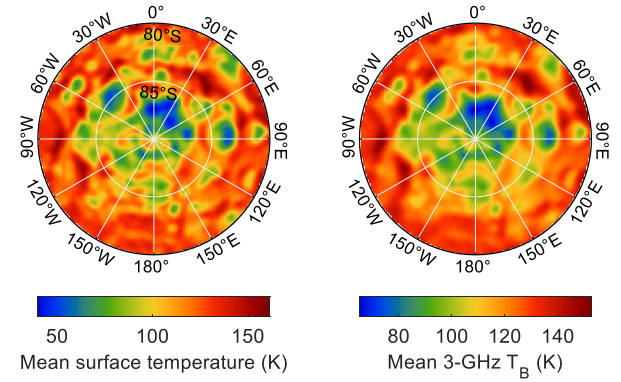 0°
30°E
60°E
90°E
120°E
150°E
180°
150°W
120°W
90°W
60°W
30°W
80°S
85°S
50 100 150
Mean surface temperature (K)
0°
30°E
60°E
90°E
120°E
150°E
180°
150°W
120°W
90°W
60°W
30°W
80 100 120 140
Mean 3-GHz T_B (K)